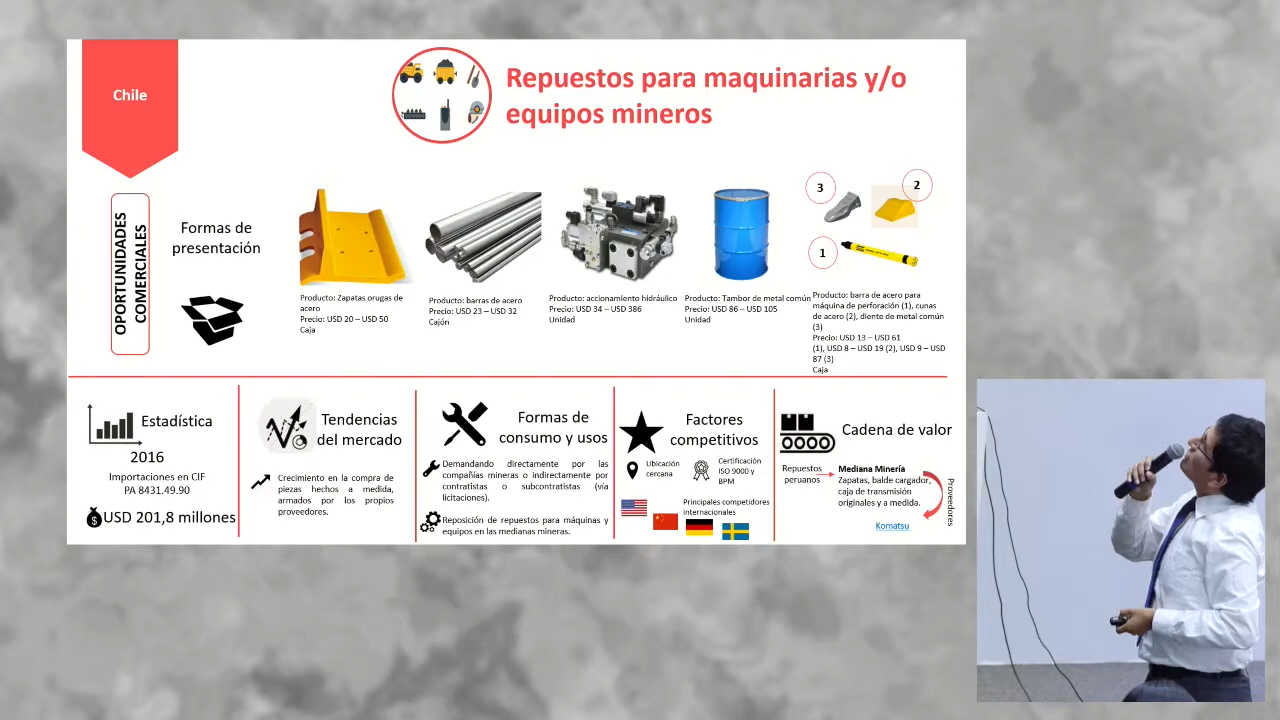 Chile
Repuestos para maquinarias y/o
equipos mineros
OPORTUNIDADES
COMERCIALES
Formas de
presentación
Producto: Zapatas orugas de
acero
Precio: USD 20 – USD 50
Caja
Producto: barras de acero
Precio: USD 23 – USD 32
Cajón
Producto: accionamiento hidráulico
Precio: USD 34 – USD 386
Unidad
Producto: Tambor de metal común
Precio: USD 86 – USD 105
Unidad
3
2
1
Producto: barra de acero para
máquina de perforación (1), cunas
de acero (2), diente de metal común
(3)
Precio: USD 13 – USD 61
(1), USD 8 – USD 19 (2), USD 9 – USD
87 (3)
Caja
Estadística
2016
Importaciones en CIF
PA 8431.49.90
USD 201,8 millones
Tendencias
del mercado
Crecimiento en la compra de
piezas hechos a medida,
armados por los propios
proveedores.
Formas de
consumo y usos
Demandando directamente por las
compañías mineras o indirectamente por
contratistas o subcontratistas (vía
licitaciones).
Reposición de repuestos para máquinas y
equipos en las medianas mineras.
Factores
competitivos
Ubicación
cercana
Certificación
ISO 9000 y
BPM
Principales competidores
internacionales
Cadena de valor
Repuestos
peruanos
Mediana Minería
Zapatas, balde cargador,
caja de transmisión
originales y a medida.
Komatsu
Proveedores